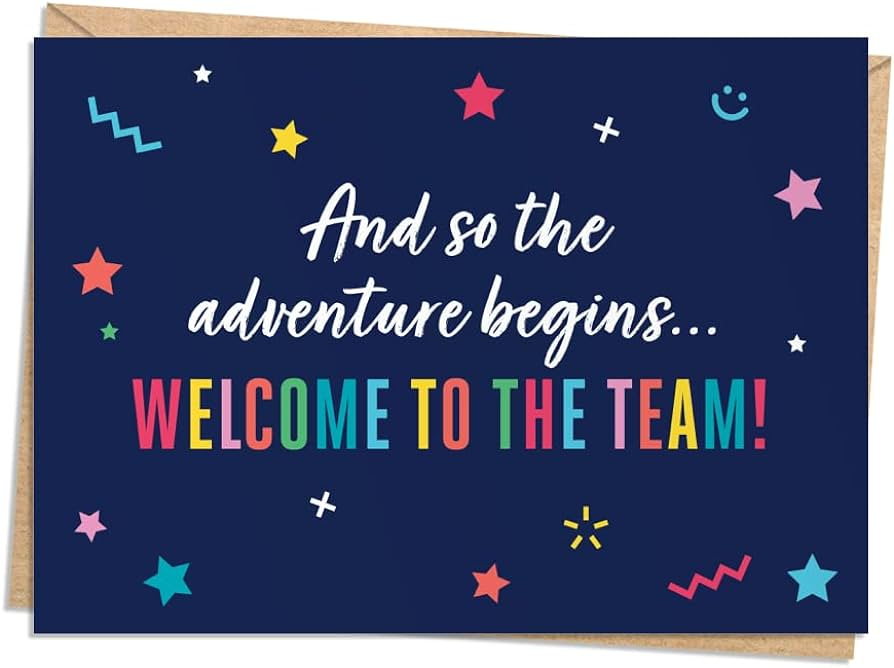 And so the
adventure begins...
WELCOME TO THE TEAM!